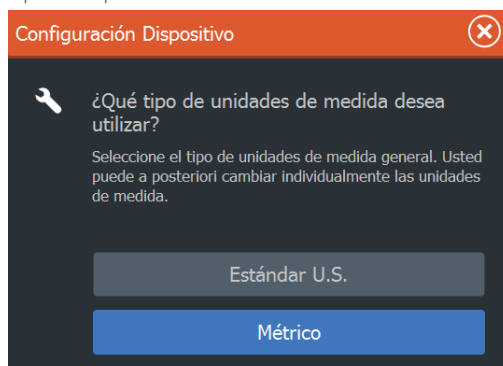 Configuración Dispositivo
¿Qué tipo de unidades de medida desea
utilizar?
Seleccione el tipo de unidades de medida general. Usted
puede a posteriori cambiar individualmente las unidades
de medida.
Estándar U.S.
Métrico